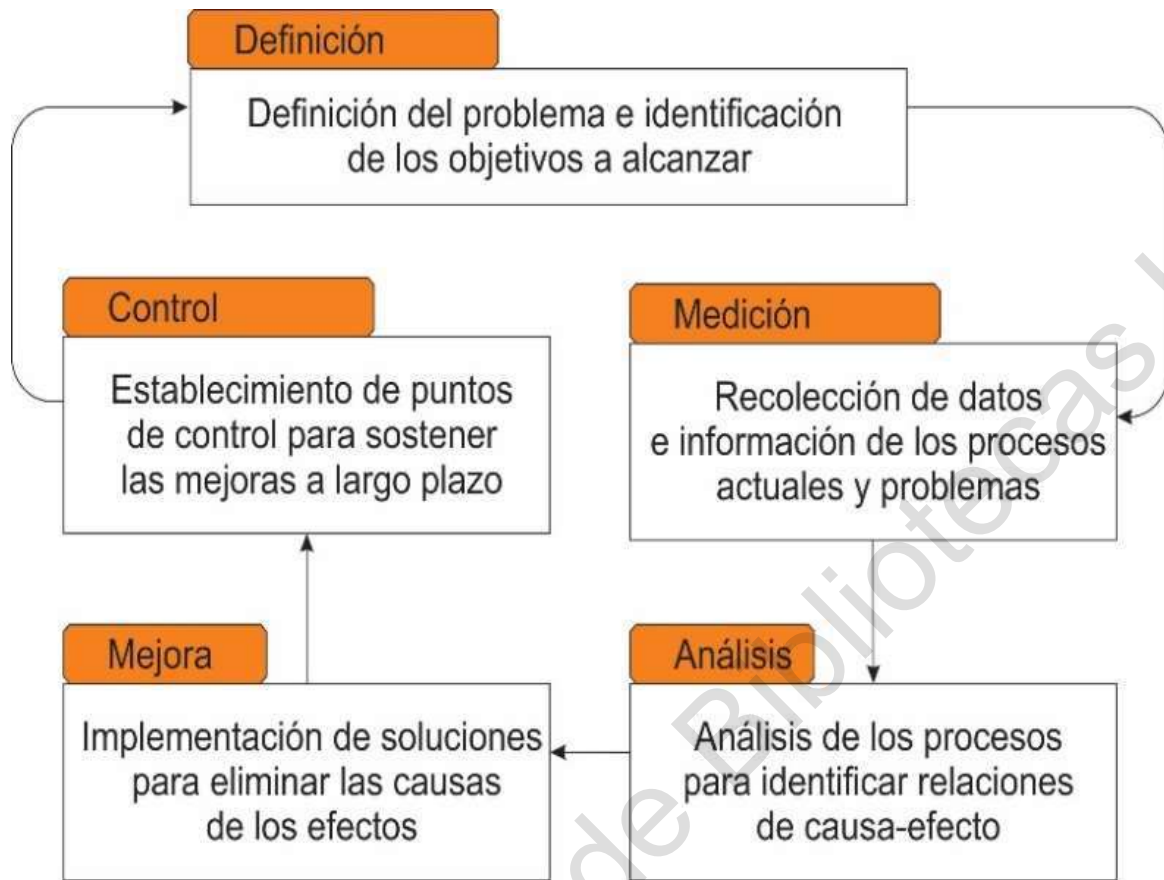 Definición
Definición del problema e identificación
de los objetivos a alcanzar
Control
Establecimiento de puntos
de control para sostener
las mejoras a largo plazo
Medición
Recolección de datos
e información de los procesos
actuales y problemas
Mejora
Implementación de soluciones
para eliminar las causas
de los efectos
Análisis
Análisis de los procesos
para identificar relaciones
de causa-efecto
de Bibliotecas